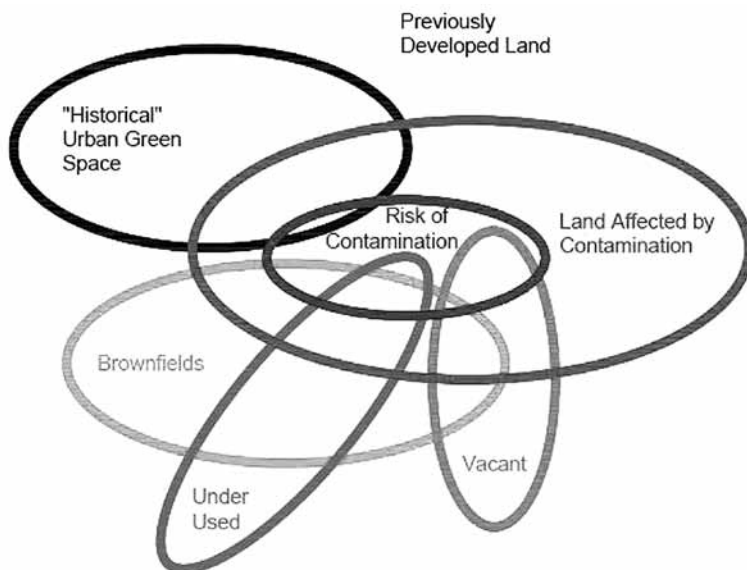 Previously
Developed Land
"Historical"
Urban Green
Space
Risk of
Contamination
Land Affected by
Contamination
Brownfields
Vacant
Under
Used